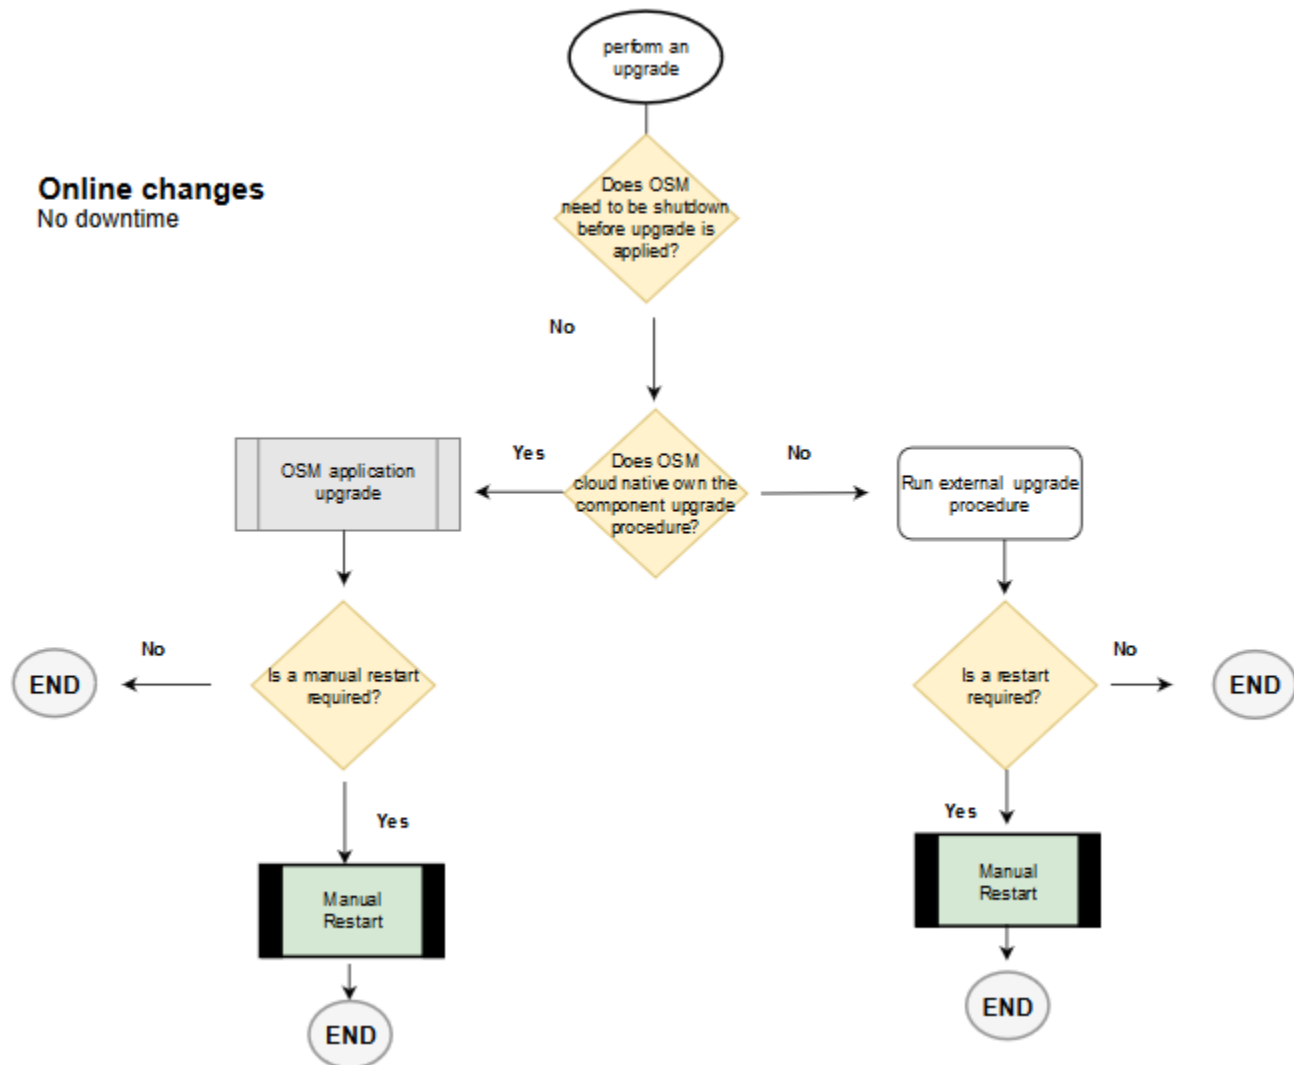 perform an
upgrade
Online changes
No downtime
Does OSM
need to be shutdown
before upgrade is
applied?
No
Yes
No
OSM application
upgrade
Does OSM
cloud native own the
component upgrade
procedure?
Run external upgrade
procedure
No
END
Is a manual restart
required?
Is a restart
required?
No
END
Yes
Yes
Manual
Restart
Manual
Restart
END
END